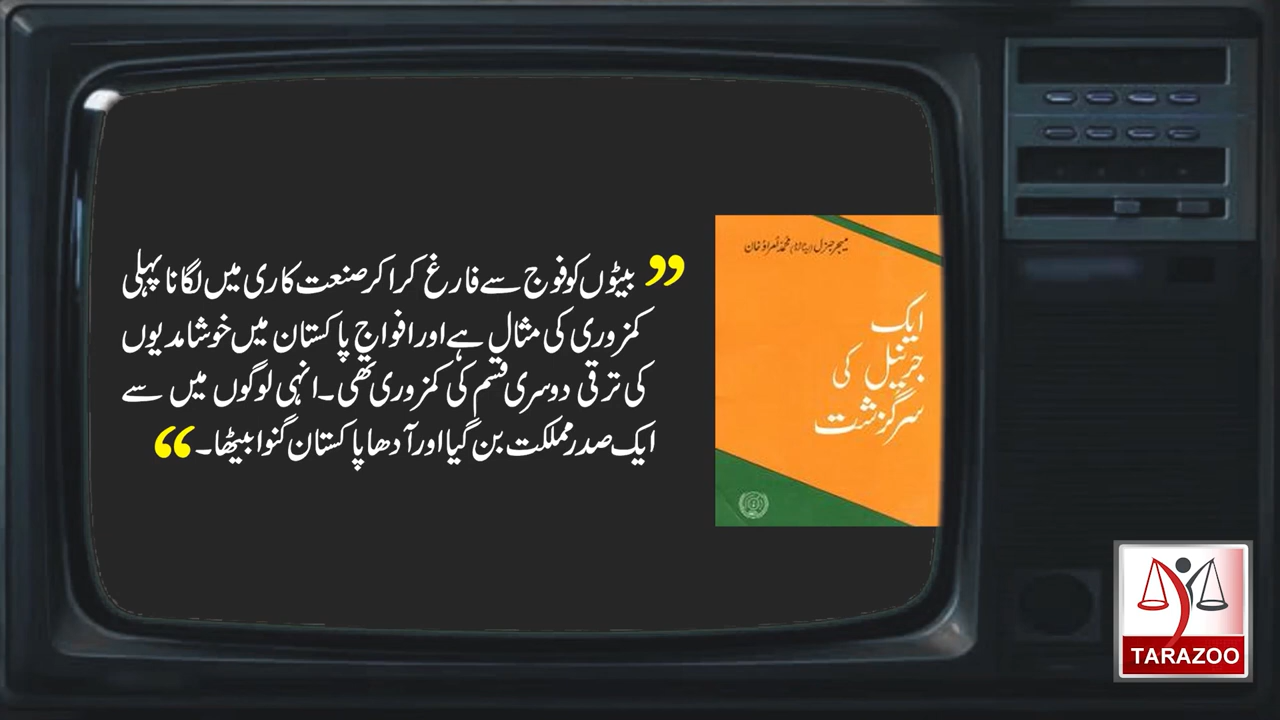 بیٹوں کو فوج سے فارغ کرا کر صنعت کاری میں لگانا پہلی
کمزوری کی مثال ہے اور افواج پاکستان میں خوشامدیوں
کی ترقی دوسری قسم کی کمزوری تھی۔ انہی لوگوں میں سے
ایک صدر مملکت بن گیا اور آدھا پاکستان گنوا بیٹھا۔
میجر جنرل (ریٹائرڈ) محمد امراؤ خان
ایک
جرنیل کی
سرگزشت
TARAZOO